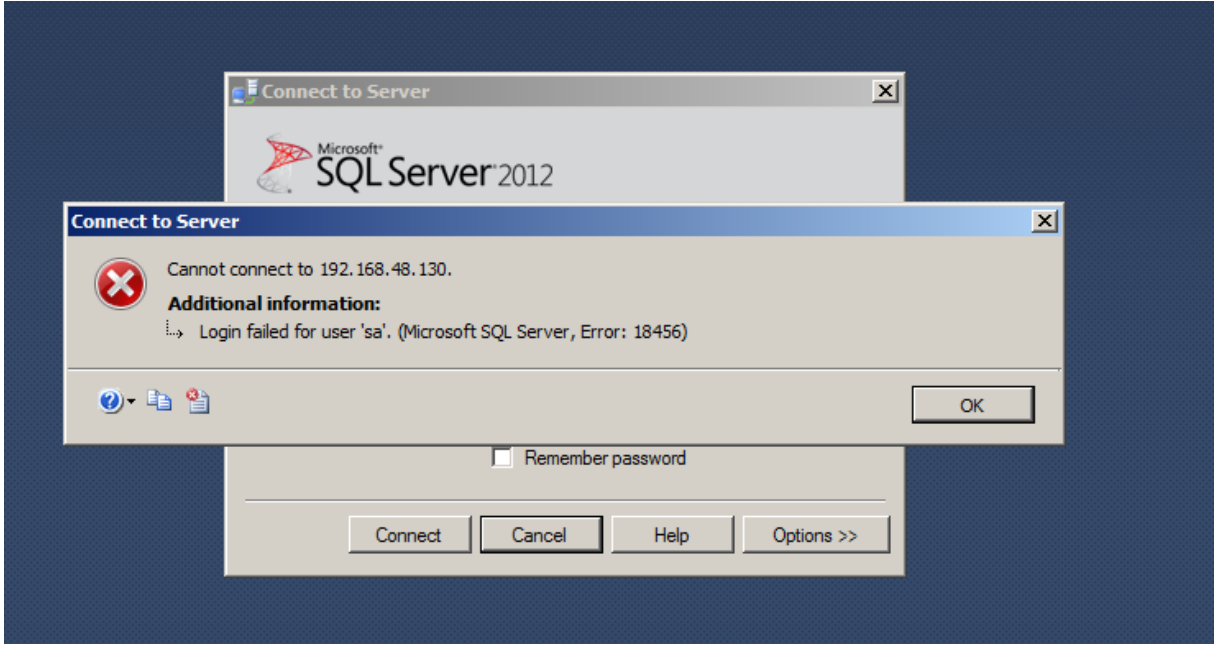 Connect to Server
Microsoft®
SQL Server® 2012
Connect to Server
Cannot connect to 192.168.48.130.
Additional information:
Login failed for user 'sa'. (Microsoft SQL Server, Error: 18456)
OK
Remember password
Connect Cancel Help Options >>